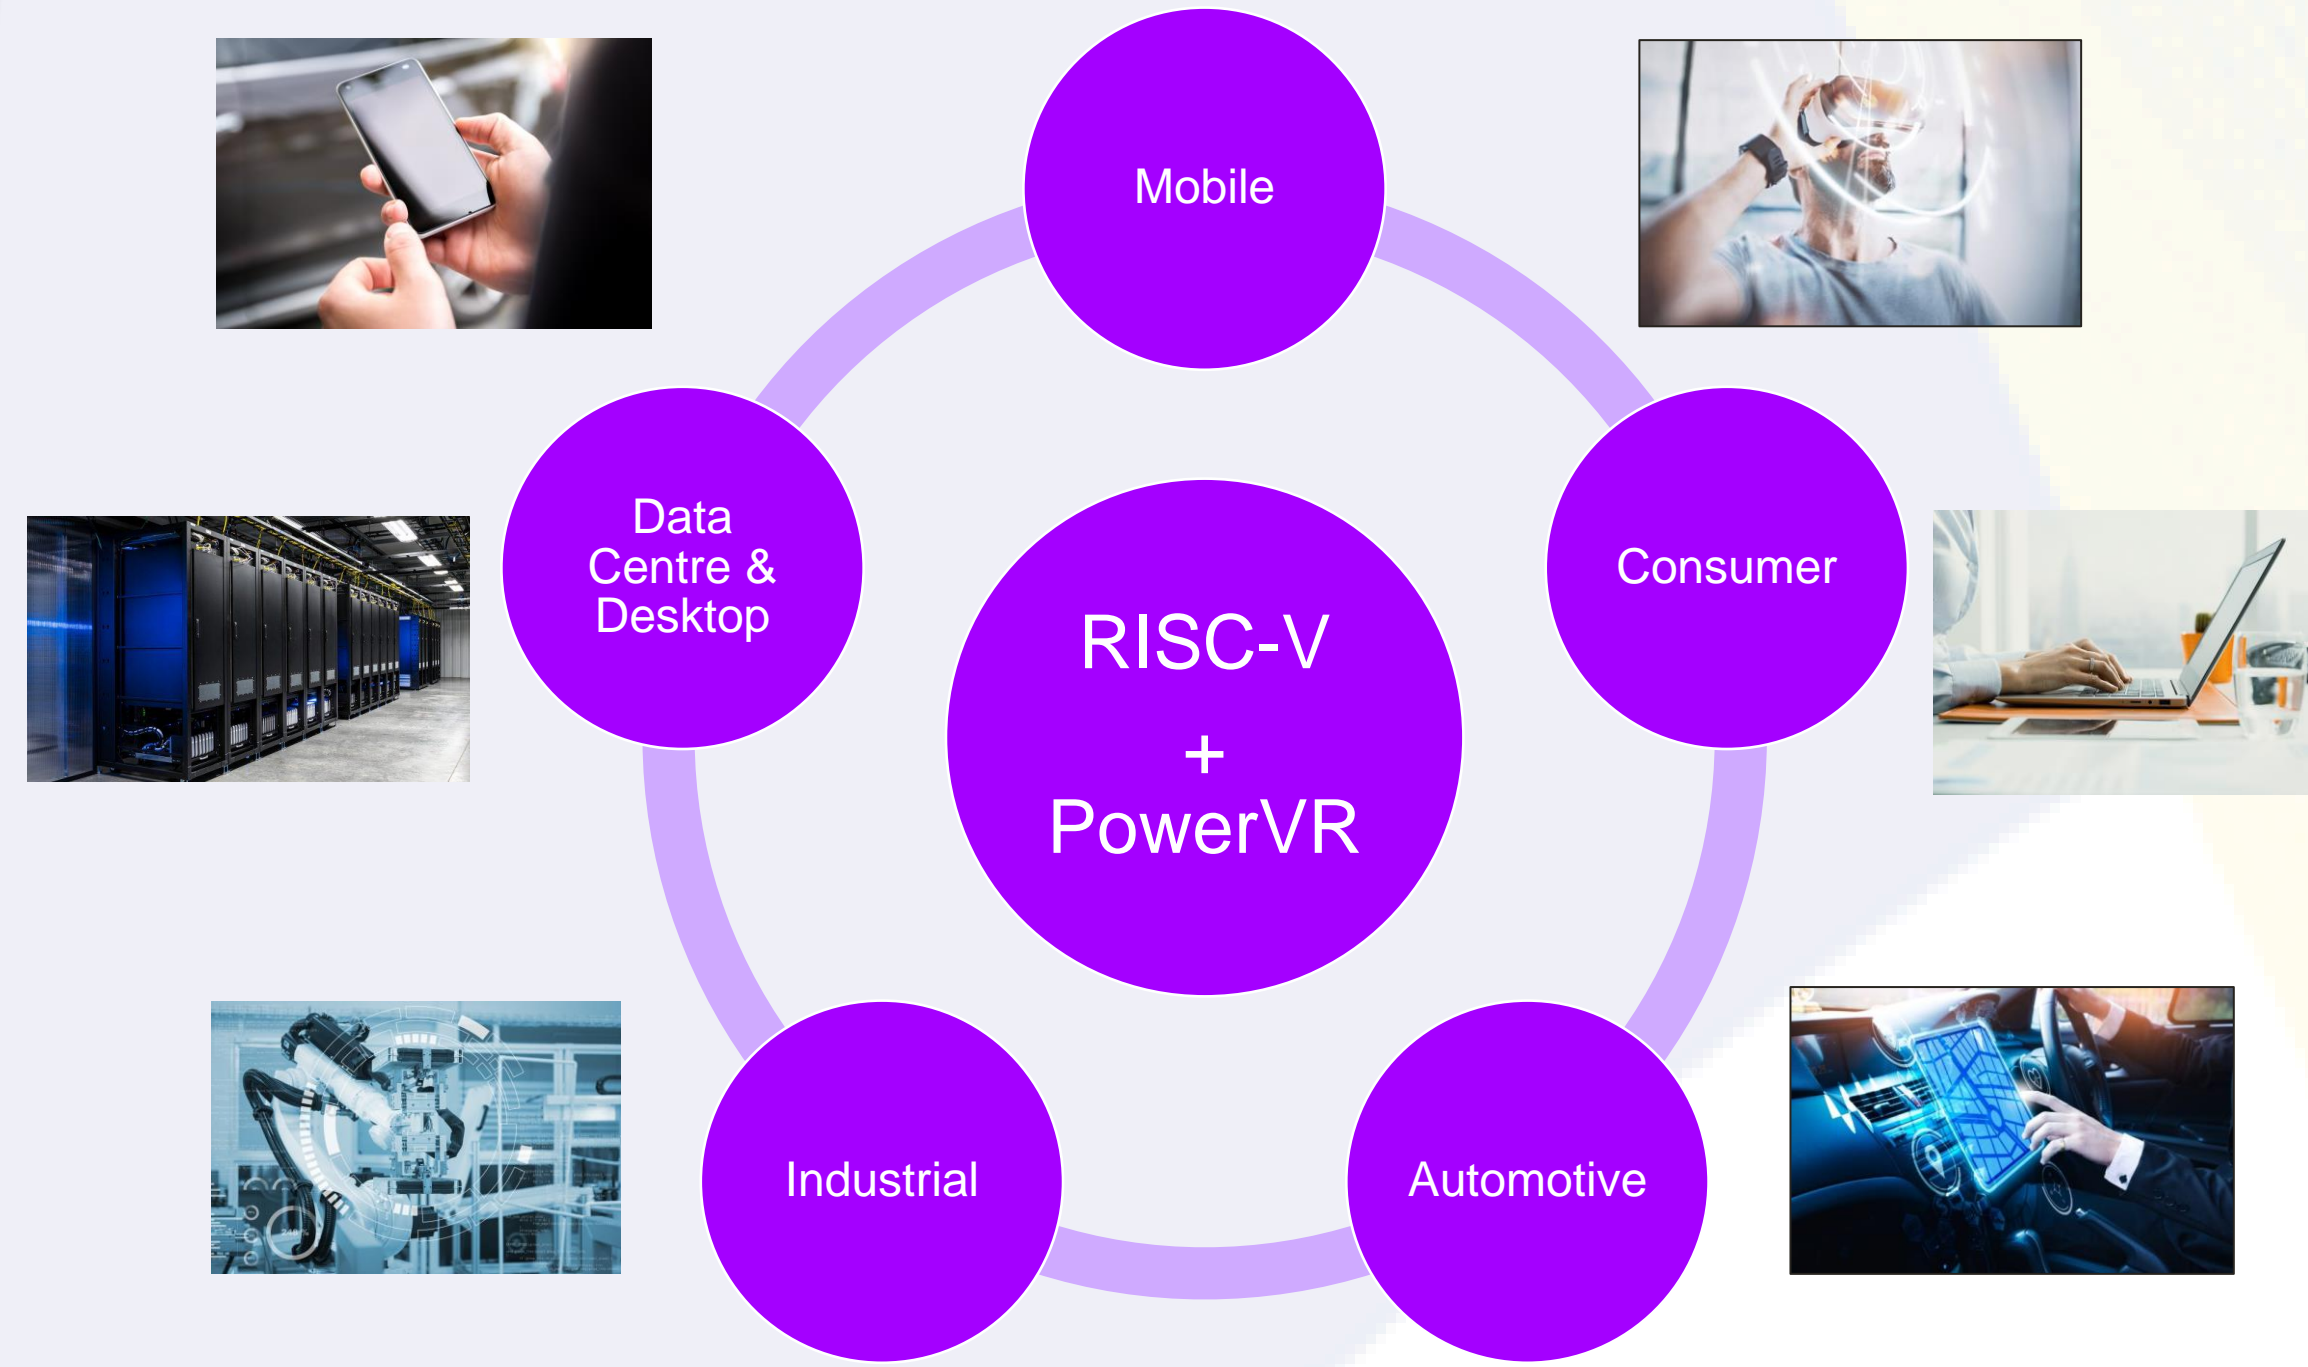 Mobile
Data
Centre &
Desktop
Consumer
RISC-V
+
PowerVR
Industrial
Automotive